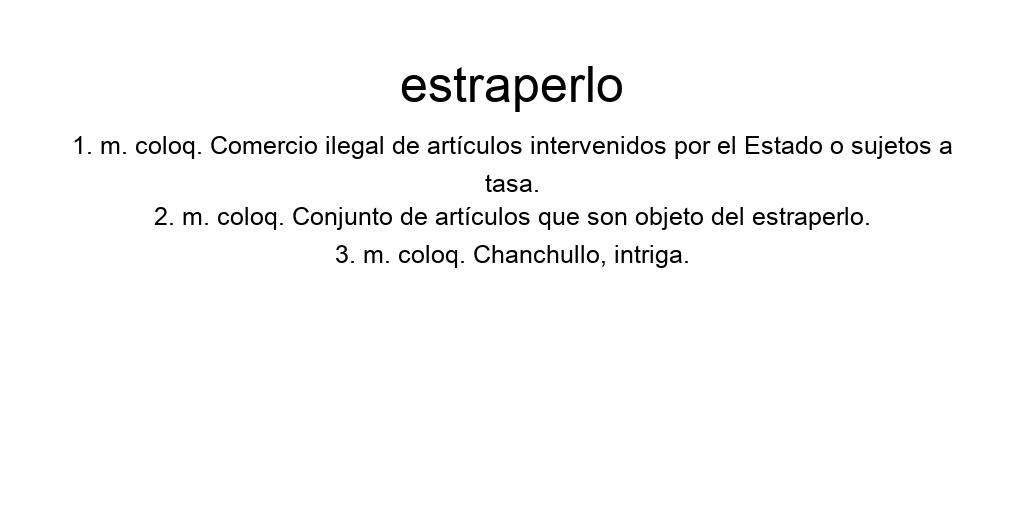 estraperlo
1. m. coloq. Comercio ilegal de artículos intervenidos por el Estado o sujetos a
tasa.
2. m. coloq. Conjunto de artículos que son objeto del estraperlo.
3. m. coloq. Chanchullo, intriga.